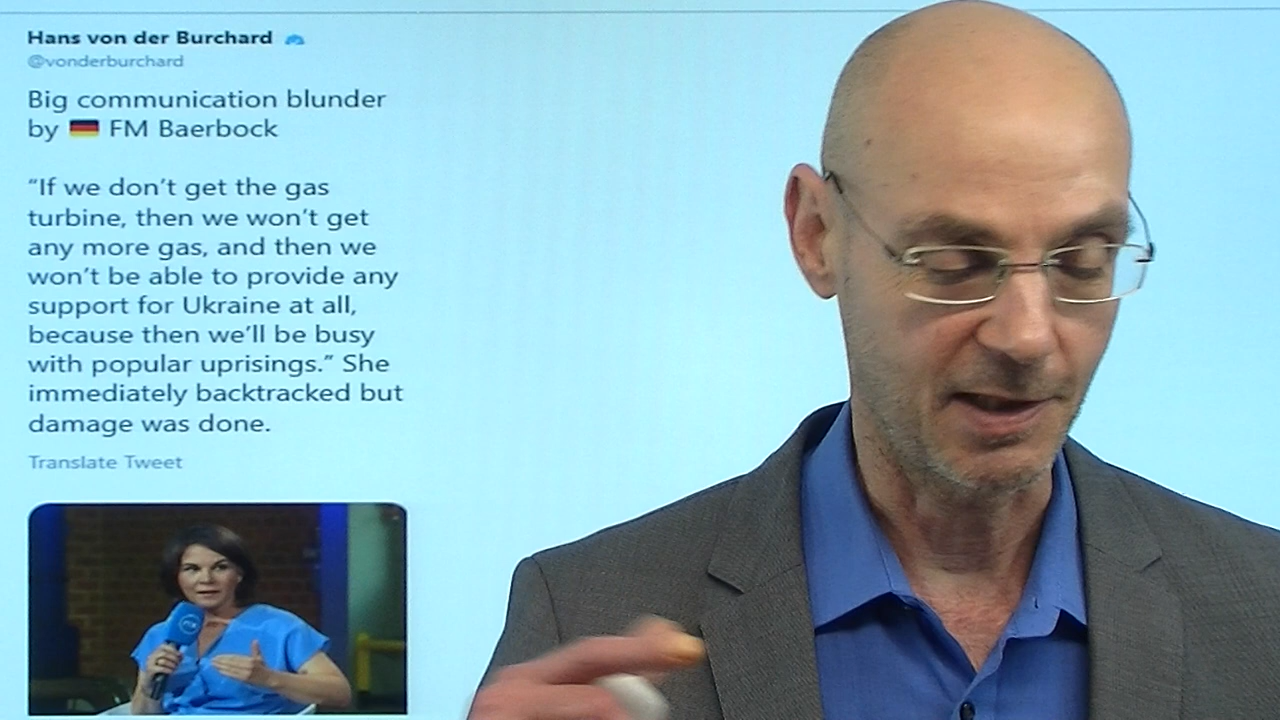 Hans von der Burchard
@vonderburchard
Big communication blunder
by 🇩🇪 FM Baerbock
“If we don’t get the gas
turbine, then we won’t get
any more gas, and then we
won’t be able to provide any
support for Ukraine at all,
because then we’ll be busy
with popular uprisings.” She
immediately backtracked but
damage was done.
Translate Tweet